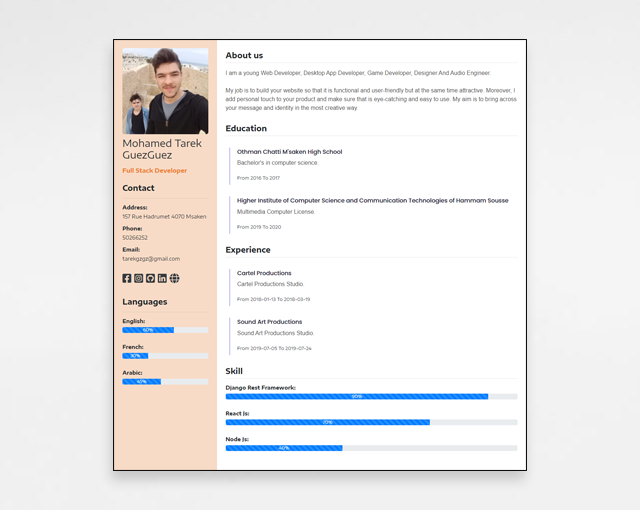 Mohamed Tarek
GuezGuez
Full Stack Developer
Contact
Address:
157 Rue Hadrumet 4070 Msaken
Phone:
50266252
Email:
tarekgzgz@gmail.com
Languages
English:
60%
French:
30%
Arabic:
45%
About us
I am a young Web Developer, Desktop App Developer, Game Developer, Designer And Audio Engineer.
My job is to build your website so that it is functional and user-friendly but at the same time attractive. Moreover, I
add personal touch to your product and make sure that is eye-catching and easy to use. My aim is to bring across
your message and identity in the most creative way.
Education
Othman Chatti M'saken High School
Bachelor's in computer science
From 2016 To 2017
Higher Institute of Computer Science and Communication Technologies of Hammam Sousse
Multimedia Computer License
From 2019 To 2020
Experience
Cartel Productions
Cartel Productions Studio.
From 2018-01-13 To 2018-03-19
Sound Art Productions
Sound Art Productions Studio.
From 2019-07-05 To 2019-07-24
Skill
Django Rest Framework:
90%
React Js:
70%
Node Js:
40%